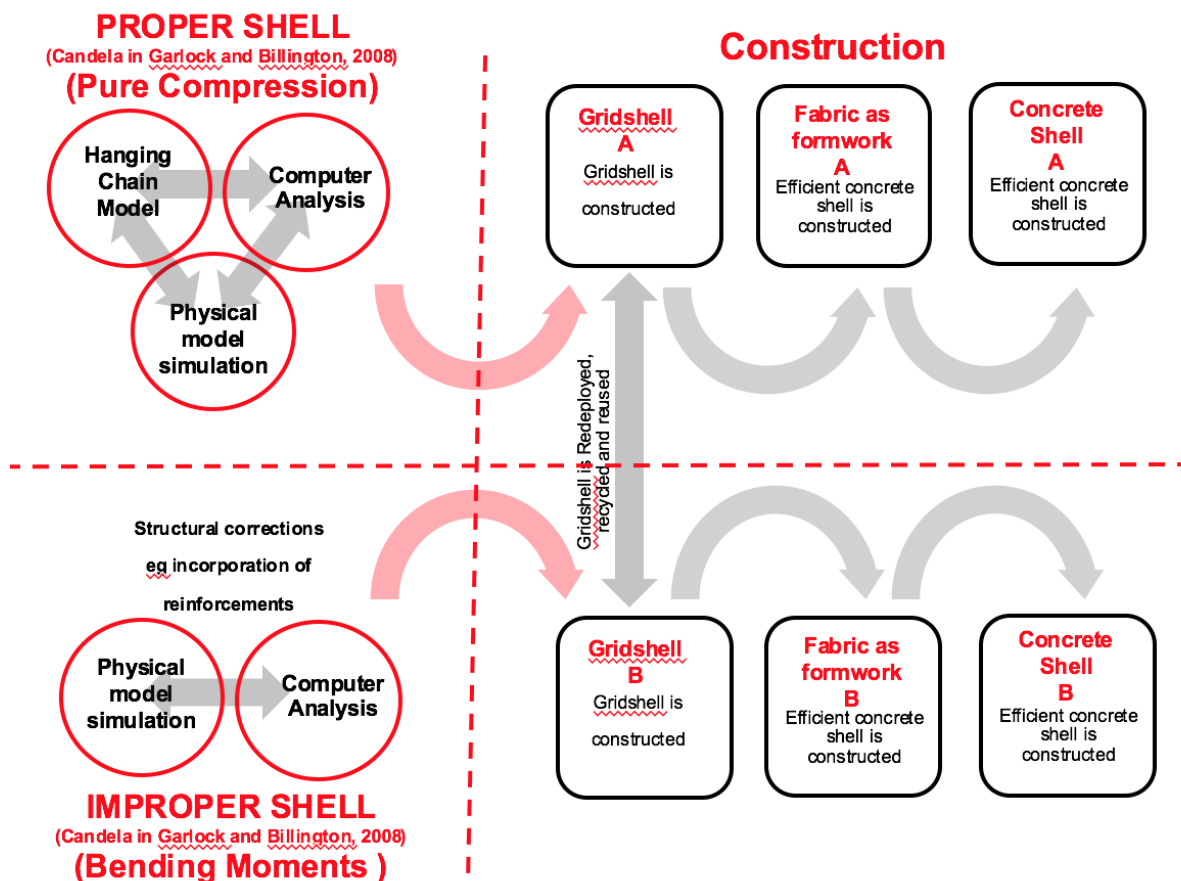 PROPER SHELL
(Candela in Garlock and Billington, 2008)
(Pure Compression)
Hanging
Chain
Model
Computer
Analysis
Physical
model
simulation
Construction
Gridshell
A
Gridshell is
constructed
Fabric as
formwork
A
Efficient concrete
shell is
constructed
Concrete
Shell
A
Efficient concrete
shell is
constructed
Gridshell is Redeployed,
recycled and reused
Structural corrections
eg incorporation of
reinforcements
Physical
model
simulation
Computer
Analysis
IMPROPER SHELL
(Candela in Garlock and Billington, 2008)
(Bending Moments )
Gridshell
B
Gridshell is
constructed
Fabric as
formwork
B
Efficient concrete
shell is
constructed
Concrete
Shell
B
Efficient concrete
shell is
constructed